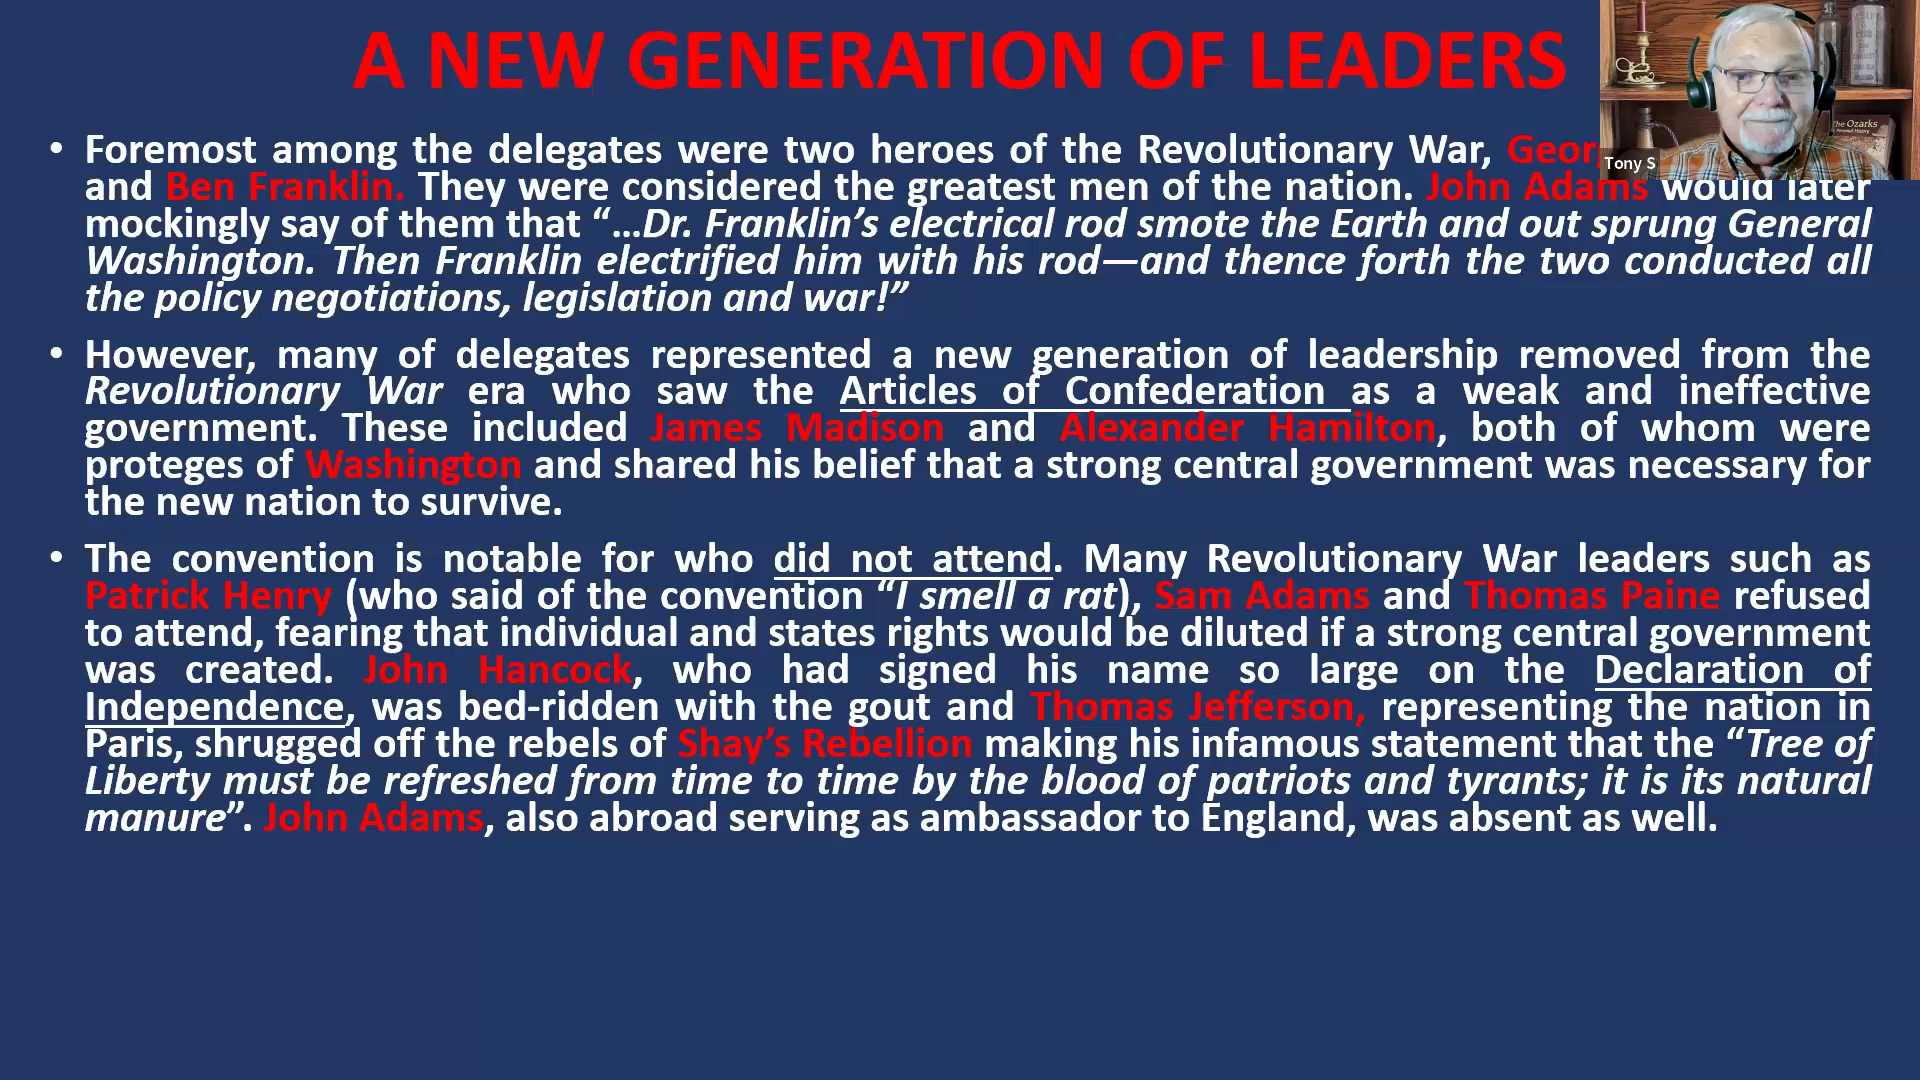 A NEW GENERATION OF LEADERS
• Foremost among the delegates were two heroes of the Revolutionary War,
and Ben Franklin. They were considered the greatest men of the nation. John Adams would later
mockingly say of them that “…Dr. Franklin’s electrical rod smote the Earth and out sprung General
Washington. Then Franklin electrified him with his rod—and thence forth the two conducted all
the policy negotiations, legislation and war!”
• However, many of delegates represented a new generation of leadership removed from the
Revolutionary War era who saw the Articles of Confederation as a weak and ineffective
government. These included James Madison and Alexander Hamilton, both of whom were
proteges of Washington and shared his belief that a strong central government was necessary for
the new nation to survive.
• The convention is notable for who did not attend. Many Revolutionary War leaders such as
Patrick Henry (who said of the convention “I smell a rat), Sam Adams and Thomas Paine refused
to attend, fearing that individual and states rights would be diluted if a strong central government
was created. John Hancock, who had signed his name so large on the Declaration of
Independence, was bed-ridden with the gout and Thomas Jefferson, representing the nation in
Paris, shrugged off the rebels of Shay’s Rebellion making his infamous statement that the “Tree of
Liberty must be refreshed from time to time by the blood of patriots and tyrants; it is its natural
manure”. John Adams, also abroad serving as ambassador to England, was absent as well.
The Ozarks
Tony S